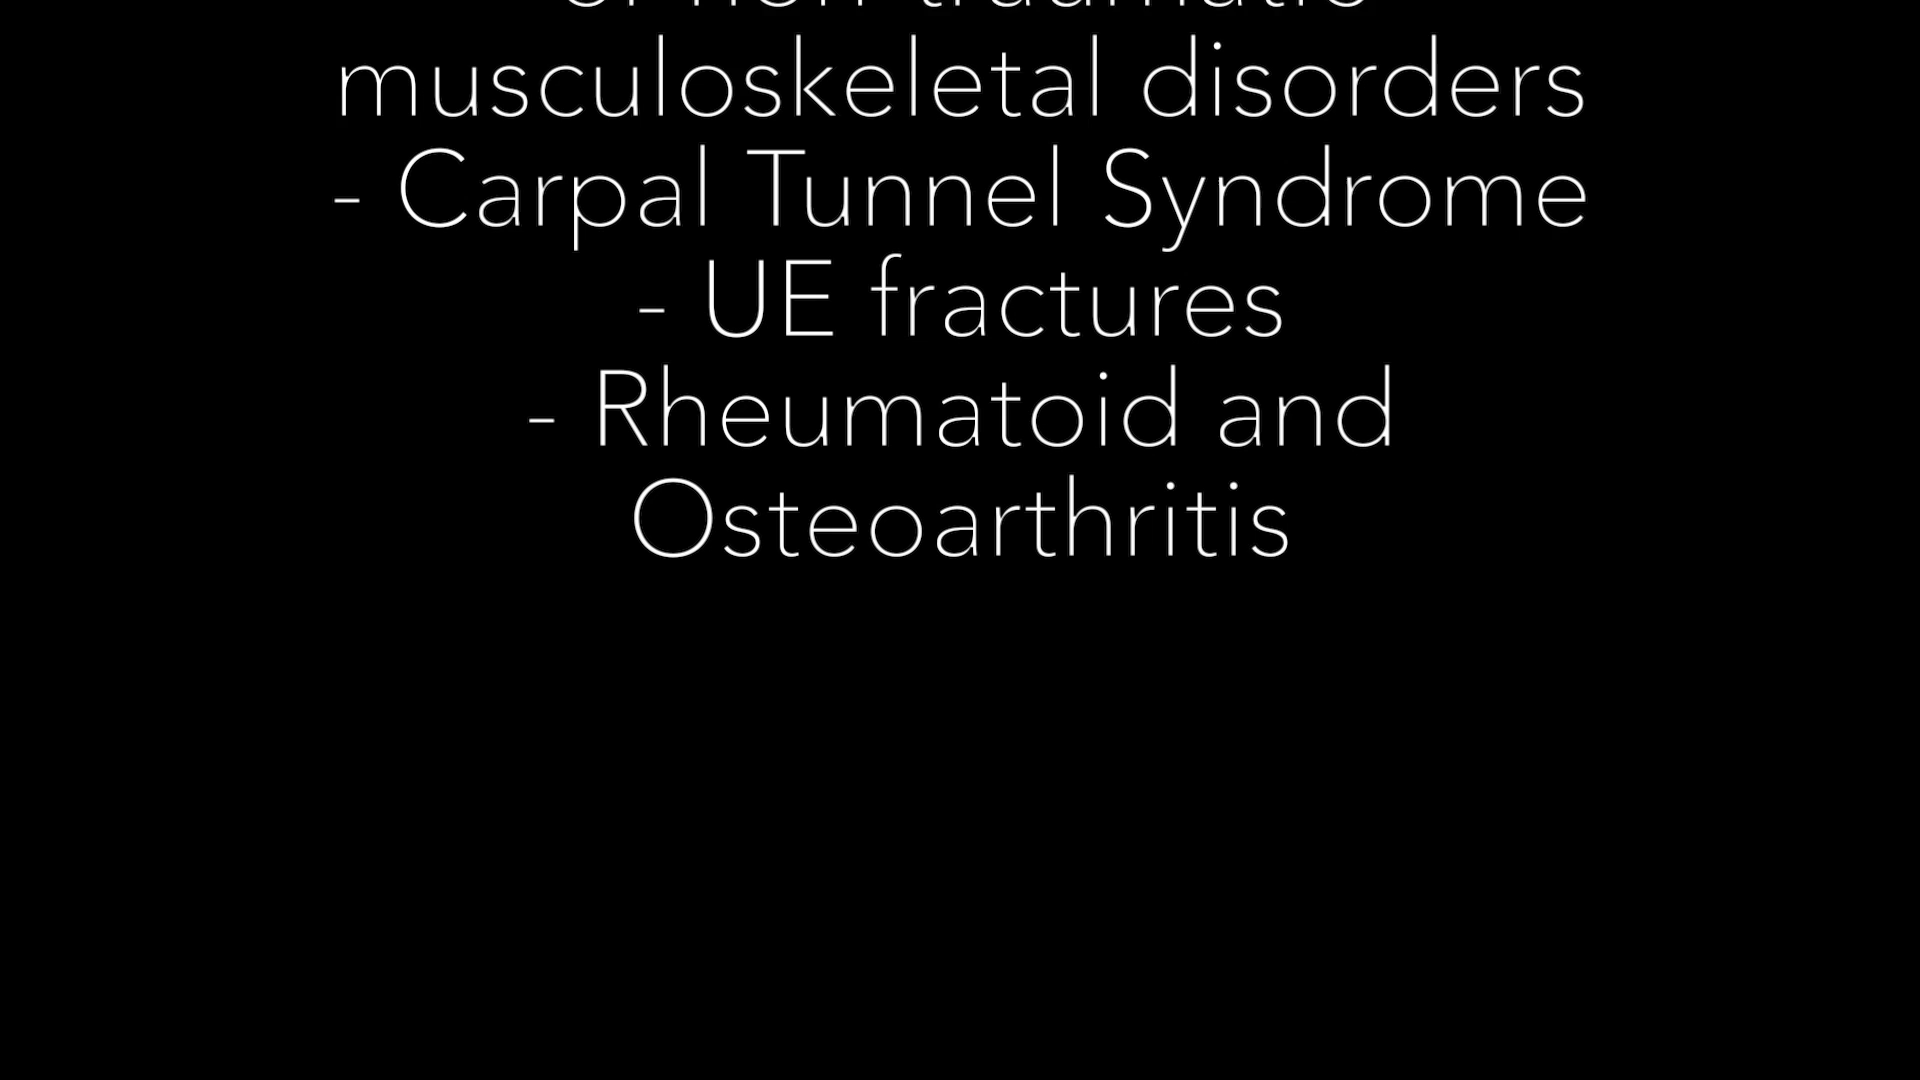 musculoskeletal disorders
- Carpal Tunnel Syndrome
- UE fractures
- Rheumatoid and
Osteoarthritis